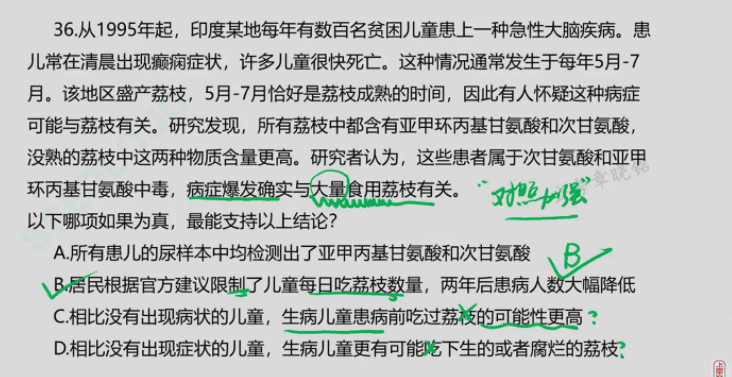 36.从1995年起，印度某地每年有数百名贫困儿童患上一种急性大脑疾病。患
儿常在清晨出现癫痫症状，许多儿童很快死亡。这种情况通常发生于每年5月-7
月。该地区盛产荔枝，5月-7月恰好是荔枝成熟的时间，因此有人怀疑这种病症
可能与荔枝有关。研究发现，所有荔枝中都含有亚甲环丙基甘氨酸和次甘氨酸，
没熟的荔枝中这两种物质含量更高。研究者认为，这些患者属于次甘氨酸和亚甲
环丙基甘氨酸中毒，病症爆发确实与大量食用荔枝有关。 “对照加强”
以下哪项如果为真，最能支持以上结论？
A.所有患儿的尿样本中均检测出了亚甲丙基甘氨酸和次甘氨酸 B
B.居民根据官方建议限制了儿童每日吃荔枝数量，两年后患病人数大幅降低
C.相比没有出现病状的儿童，生病儿童患病前吃过荔枝的可能性更高？
D.相比没有出现症状的儿童，生病儿童更有可能吃下生的或者腐烂的荔枝？